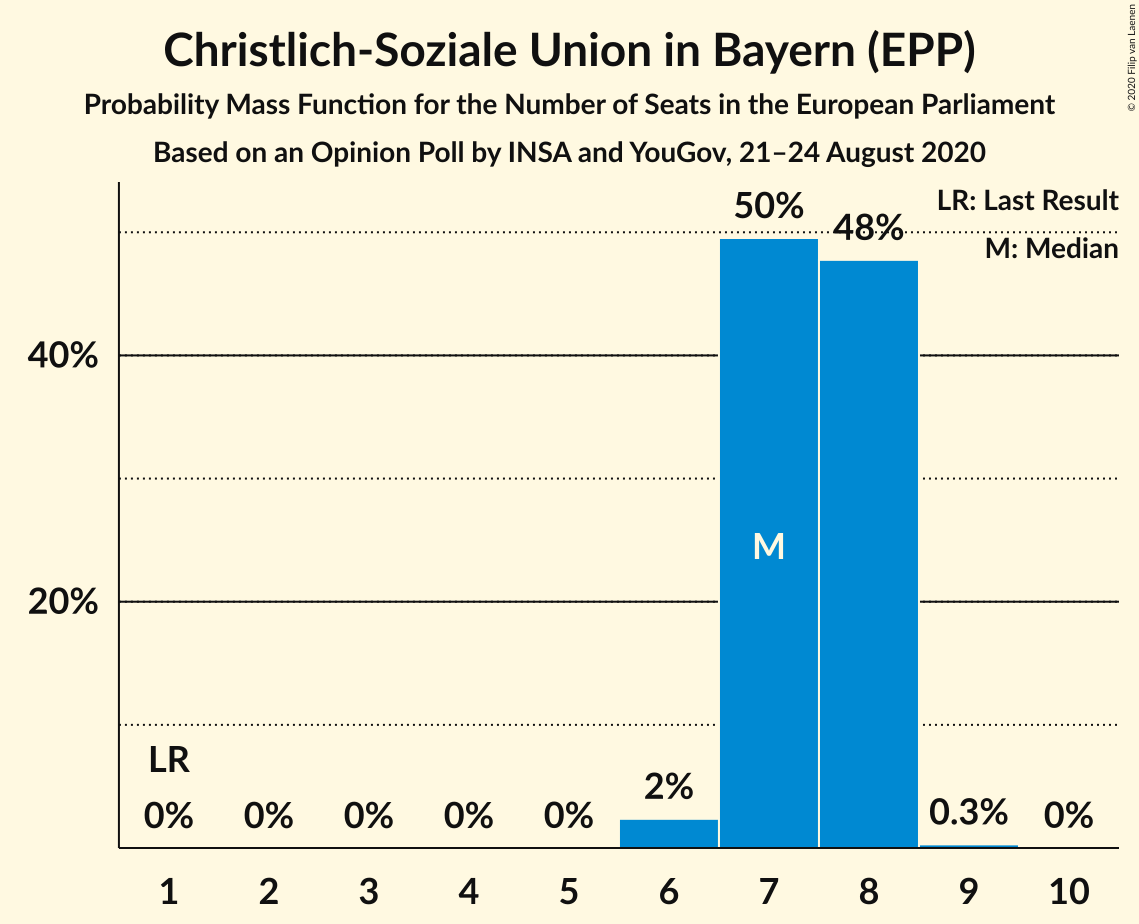 Christlich-Soziale Union in Bayern (EPP)
Probability Mass Function for the Number of Seats in the European Parliament
Based on an Opinion Poll by INSA and YouGov, 21–24 August 2020
© 2020 Filip van Laenen
LR: Last Result
M: Median
50%
48%
40%
M
20%
LR
0% 0% 0% 0% 0% 2% 0.3% 0%
1 2 3 4 5 6 7 8 9 10